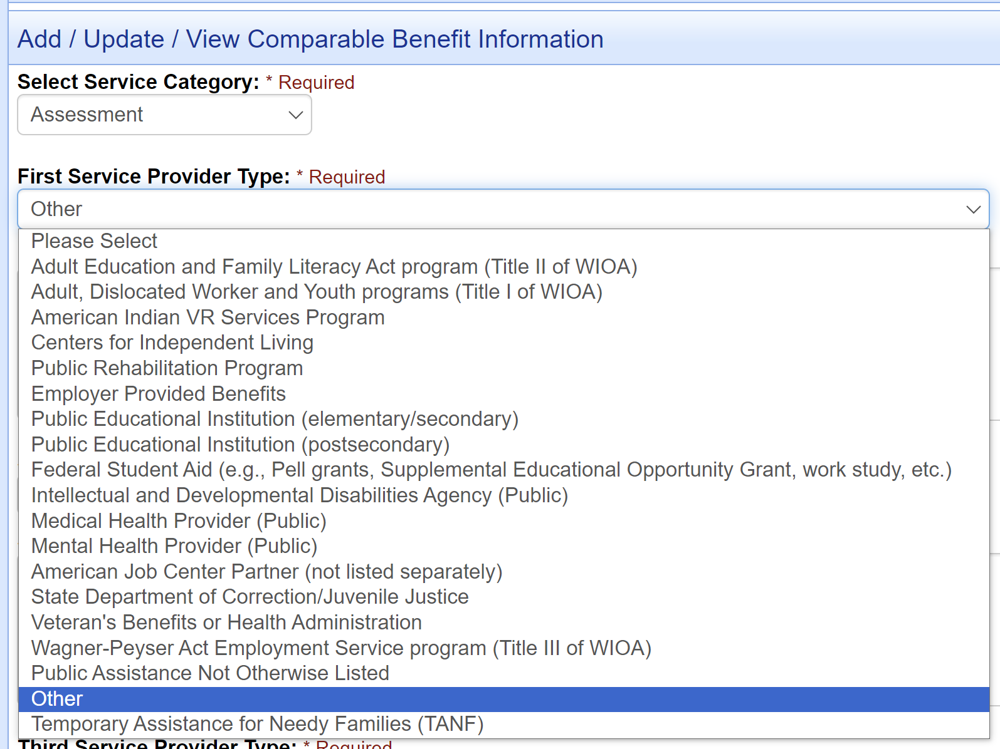 Add / Update / View Comparable Benefit Information
Select Service Category: * Required
Assessment
First Service Provider Type: * Required
Other
Please Select
Adult Education and Family Literacy Act program (Title II of WIOA)
Adult, Dislocated Worker and Youth programs (Title I of WIOA)
American Indian VR Services Program
Centers for Independent Living
Public Rehabilitation Program
Employer Provided Benefits
Public Educational Institution (elementary/secondary)
Public Educational Institution (postsecondary)
Federal Student Aid (e.g., Pell grants, Supplemental Educational Opportunity Grant, work study, etc.)
Intellectual and Developmental Disabilities Agency (Public)
Medical Health Provider (Public)
Mental Health Provider (Public)
American Job Center Partner (not listed separately)
State Department of Correction/Juvenile Justice
Veteran's Benefits or Health Administration
Wagner-Peyser Act Employment Service program (Title III of WIOA)
Public Assistance Not Otherwise Listed
Other
Temporary Assistance for Needy Families (TANF)
Third Service Provider Type: * Required